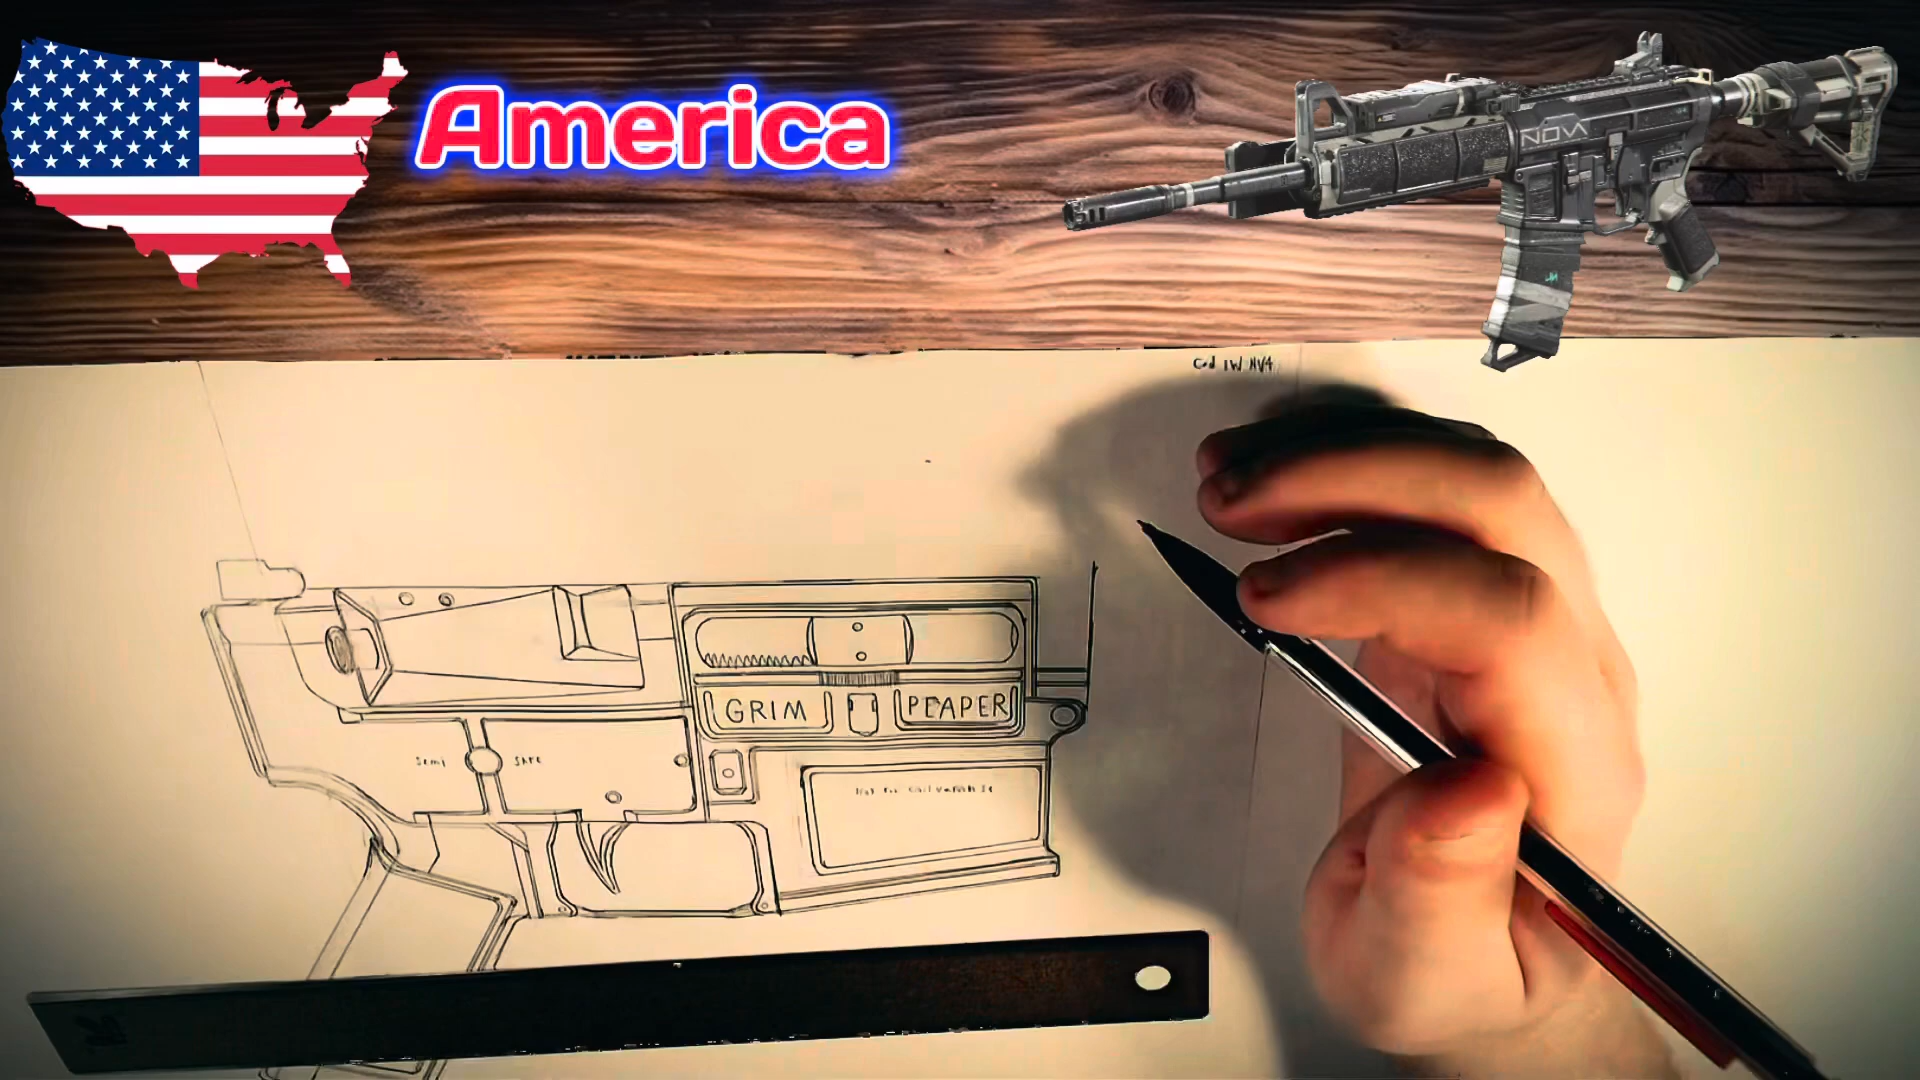 America
NOVA
Cod IW NV4
GRIM
PEAPER
Semi
Safe